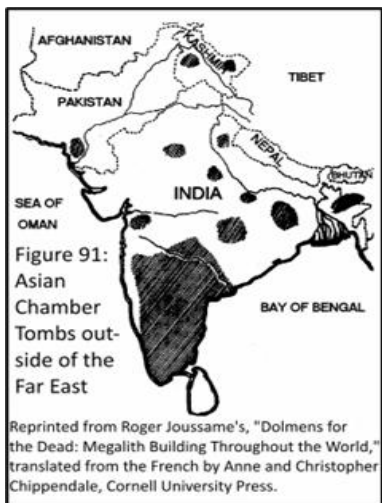 AFGHANISTAN
KASHMIR
TIBET
PAKISTAN
NEPAL
BHUTAN
INDIA
SEA OF
OMAN
BAY OF BENGAL
Figure 91:
Asian
Chamber
Tombs out-
side of the
Far East
Reprinted from Roger Joussame's, "Dolmens for
the Dead: Megalith Building Throughout the World,"
translated from the French by Anne and Christopher
Chippendale, Cornell University Press.